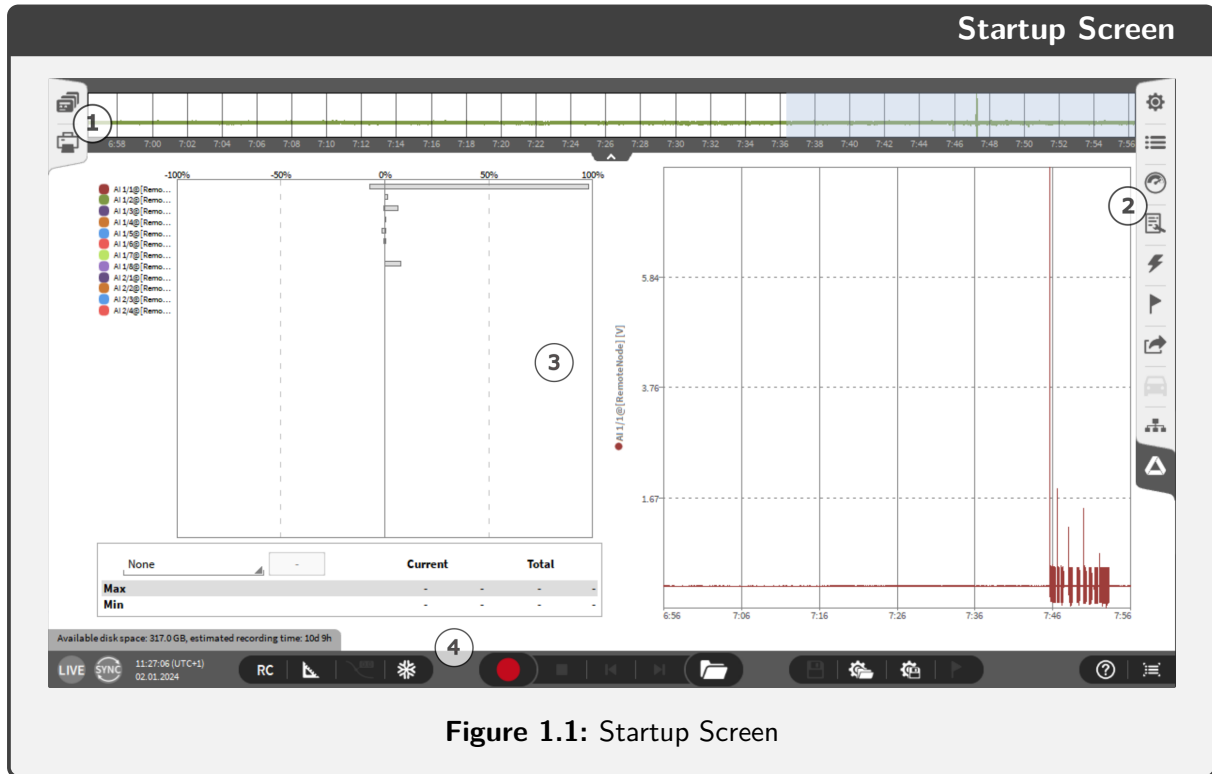 Startup Screen
1
6:58 7:00 7:02 7:04 7:06 7:08 7:10 7:12 7:14 7:16 7:18 7:20 7:22 7:24 7:26 7:28 7:30 7:32 7:34 7:36 7:38 7:40 7:42 7:44 7:46 7:48 7:50 7:52 7:54 7:56
-100% -50% 0% 50% 100%
AI 1/1@[Remo...
AI 1/2@[Remo...
AI 1/3@[Remo...
AI 1/4@[Remo...
AI 1/5@[Remo...
AI 1/6@[Remo...
AI 1/7@[Remo...
AI 1/8@[Remo...
AI 2/1@[Remo...
AI 2/2@[Remo...
AI 2/3@[Remo...
AI 2/4@[Remo...
2
3
AI 1/1@[RemoteNode] [V]
5.84
3.76
1.67
6:56 7:06 7:16 7:26 7:36 7:46 7:56
None - Current Total
Max - - - -
Min - - - -
Available disk space: 317.0 GB, estimated recording time: 10d 9h
4
LIVE SYNC 11:27:06 (UTC+1) RC
02.01.2024
Figure 1.1: Startup Screen